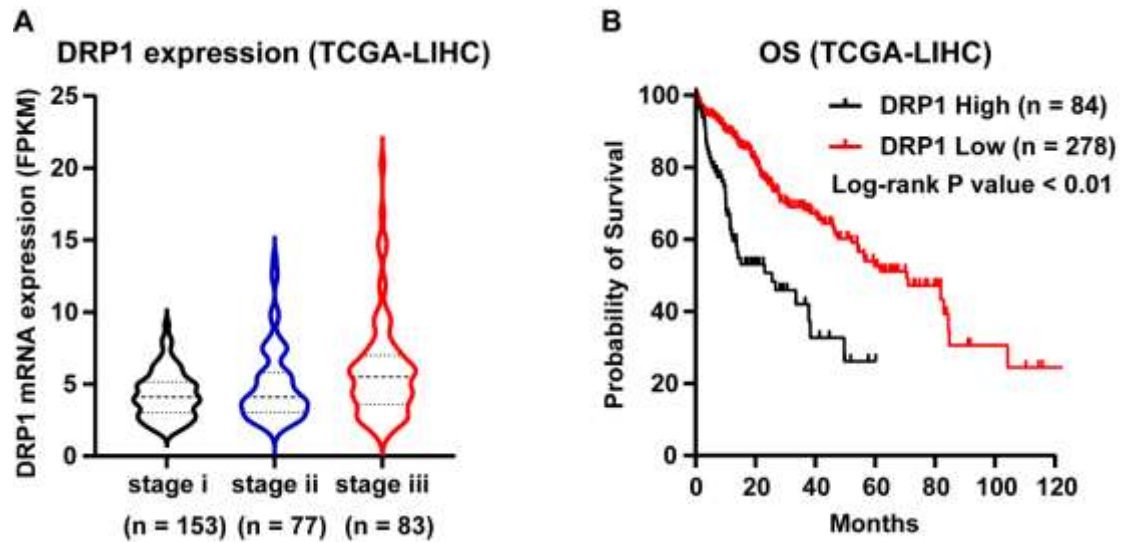 A
DRP1 expression (TCGA-LIHC)
DRP1 mRNA expression (FPKM)
25
20
15
10
5
0
stage i
stage ii
stage iii
(n = 153)
(n = 77)
(n = 83)
B
OS (TCGA-LIHC)
Probability of Survival
100
80
60
40
20
0
DRP1 High (n = 84)
DRP1 Low (n = 278)
Log-rank P value < 0.01
0 20 40 60 80 100 120
Months